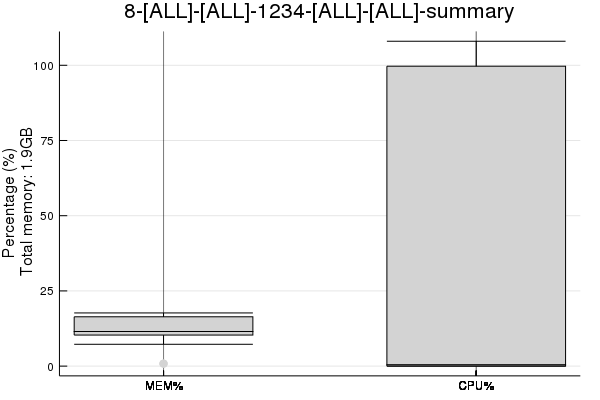 8-[ALL]-[ALL]-1234-[ALL]-[ALL]-summary
Percentage (%)
Total memory: 1.9GB
100
75
50
25
0
MEM%
CPU%